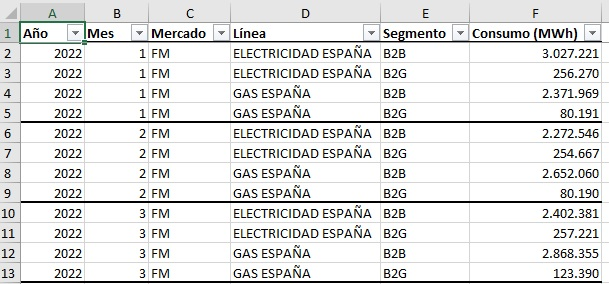 A B C D E F
1 Año Mes Mercado Línea Segmento Consumo (MWh)
2 2022 1 FM ELECTRICIDAD ESPAÑA B2B 3.027.221
3 2022 1 FM ELECTRICIDAD ESPAÑA B2G 256.270
4 2022 1 FM GAS ESPAÑA B2B 2.371.969
5 2022 1 FM GAS ESPAÑA B2G 80.191
6 2022 2 FM ELECTRICIDAD ESPAÑA B2B 2.272.546
7 2022 2 FM ELECTRICIDAD ESPAÑA B2G 254.667
8 2022 2 FM GAS ESPAÑA B2B 2.652.060
9 2022 2 FM GAS ESPAÑA B2G 80.190
10 2022 3 FM ELECTRICIDAD ESPAÑA B2B 2.402.381
11 2022 3 FM ELECTRICIDAD ESPAÑA B2G 257.221
12 2022 3 FM GAS ESPAÑA B2B 2.868.355
13 2022 3 FM GAS ESPAÑA B2G 123.390